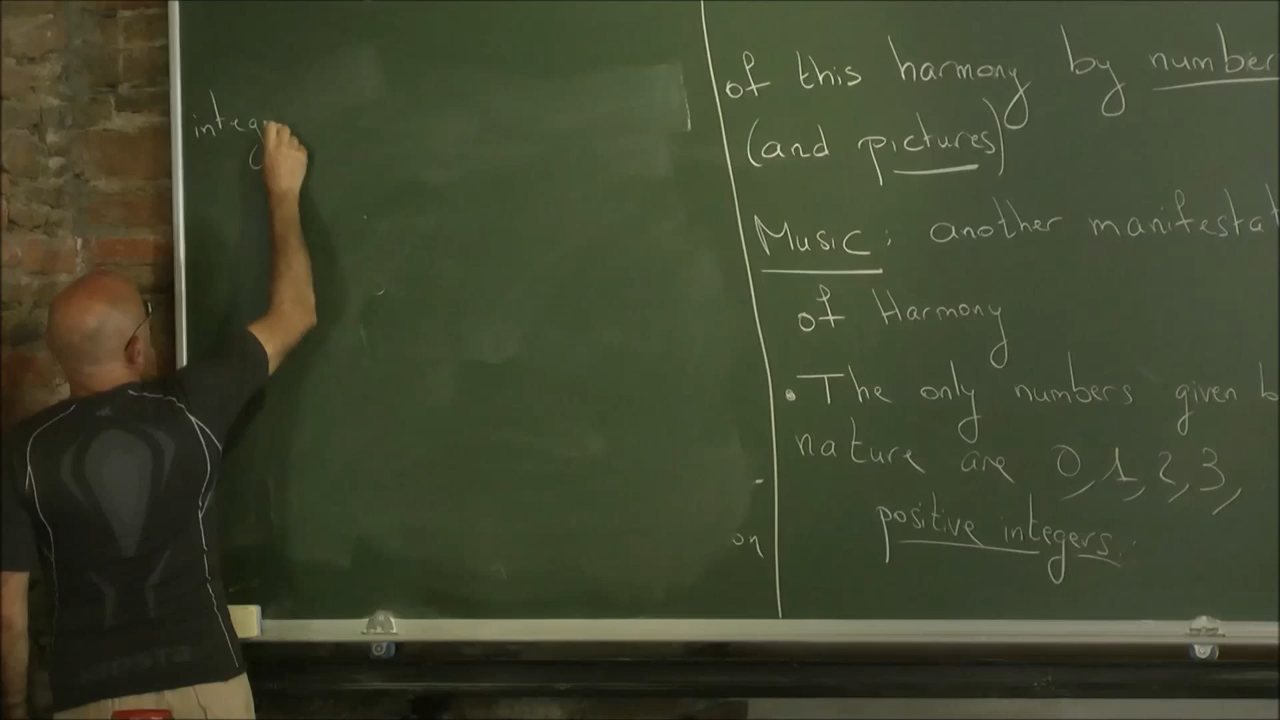 integ
of this harmony by number
(and pictures)
Music: another manifestat
of Harmony
• The only numbers given b
nature are 0, 1, 2, 3,
positive integers.
on